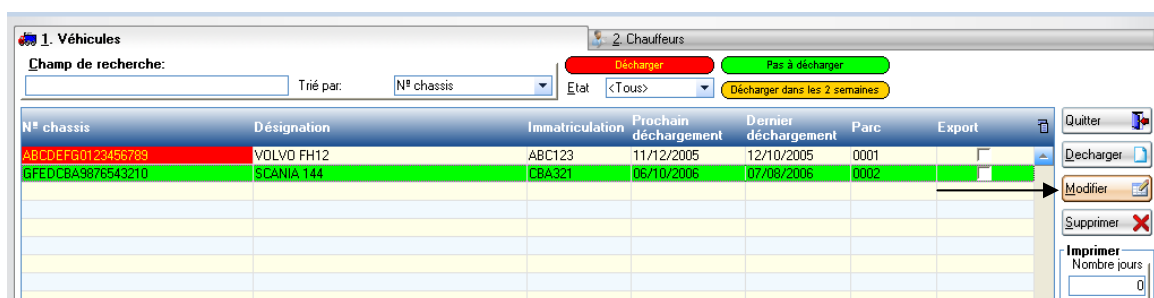 1. Véhicules
2. Chauffeurs
Champ de recherche:
Trié par:
Nº chassis
Décharger
Pas à décharger
Etat
<Tous>
Décharger dans les 2 semaines
Nº chassis Désignation Immatriculation Prochain déchargement Dernier déchargement Parc Export
ABCDEFG0123456789 VOLVO FH12 ABC123 11/12/2005 12/10/2005 0001
GFEDCBA9876543210 SCANIA 144 CBA321 06/10/2006 07/08/2006 0002
Quitter
Decharger
Modifier
Supprimer
Imprimer
Nombre jours
0